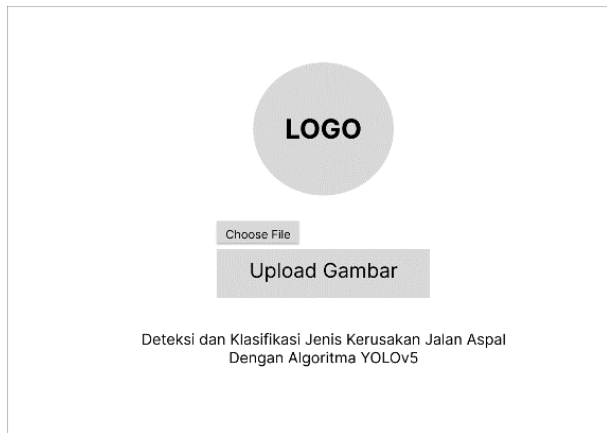 LOGO
Choose File
Upload Gambar
Deteksi dan Klasifikasi Jenis Kerusakan Jalan Aspal
Dengan Algoritma YOLOv5